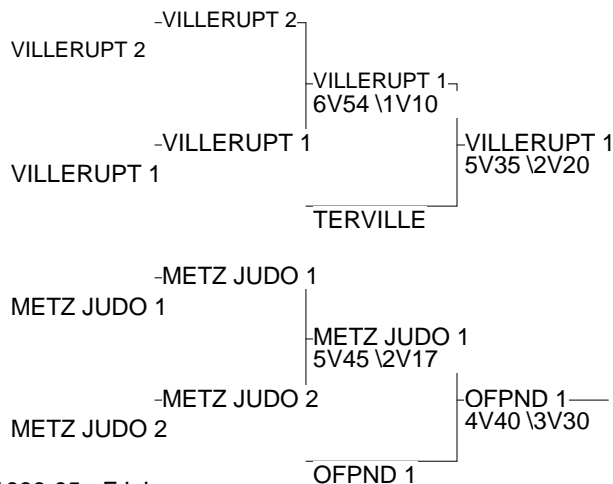 VILLERUPT 2
VILLERUPT 2
VILLERUPT 1
6V54 \1V10
VILLERUPT 1
VILLERUPT 1
VILLERUPT 1
5V35 \2V20
TERVILLE
METZ JUDO 1
METZ JUDO 1
METZ JUDO 1
5V45 \2V17
METZ JUDO 2
METZ JUDO 2
OFPND 1
4V40 \3V30
OFPND 1